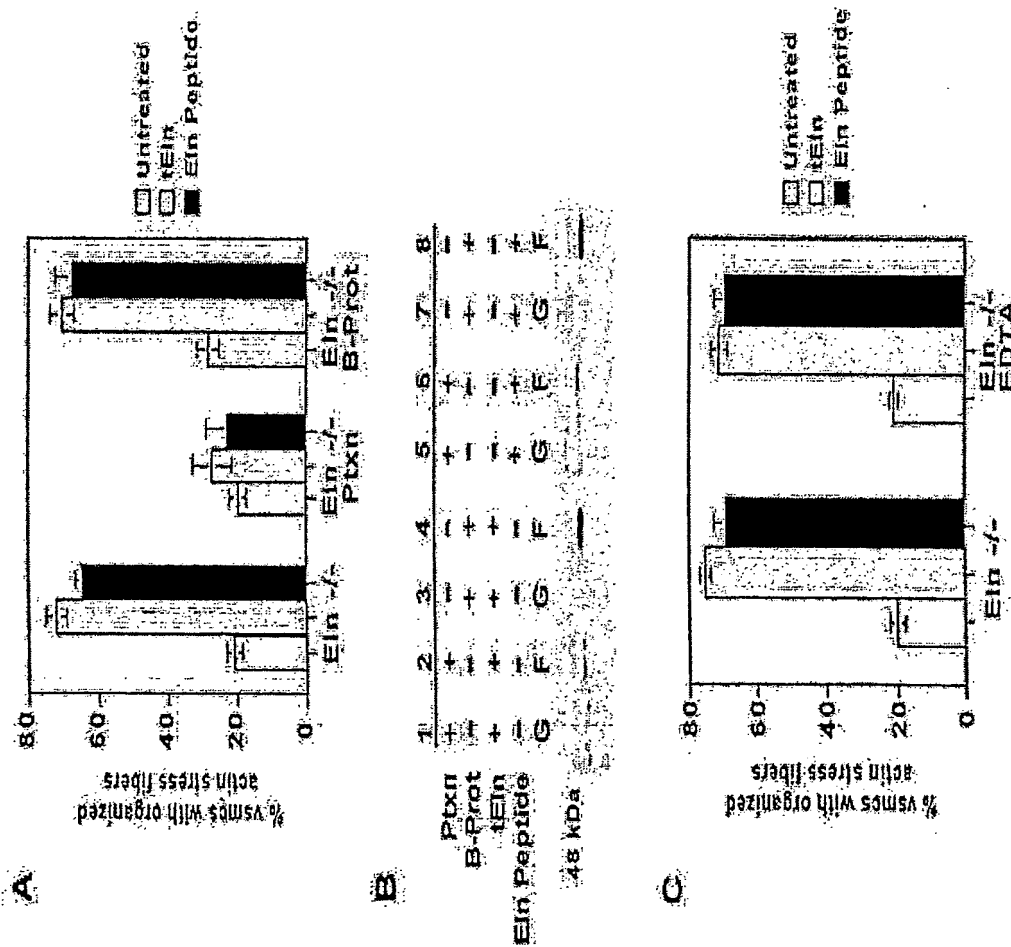 A
% vsmcs with organized
actin stress fibers
80
60
40
20
0
Eln -/-
Eln -/-
Ptxn
Eln -/-
B-Prot
Untreated
tEln
Eln Peptide
B
1 2 3 4 5 6 7 8
Ptxn + + - - + + - -
B-Prot - - + + - - + +
tEln + + + + - - - -
Eln Peptide - - - - + + + +
G F G F G F G F
48 kDa
C
% vsmcs with organized
actin stress fibers
80
60
40
20
0
Eln -/-
Eln -/-
EDTA
Untreated
tEln
Eln Peptide